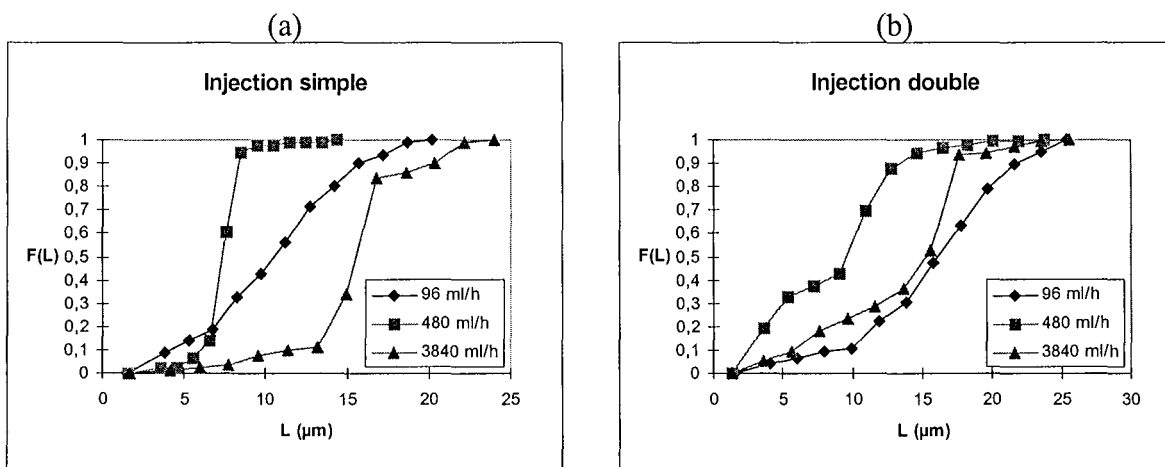 (a)
Injection simple
1
0,9
0,8
0,7
0,6
F(L) 0,5
0,4
0,3
0,2
0,1
0
0 5 10 15 20 25
L (µm)
96 ml/h
480 ml/h
3840 ml/h
(b)
Injection double
1
0,9
0,8
0,7
0,6
F(L) 0,5
0,4
0,3
0,2
0,1
0
0 5 10 15 20 25 30
L (µm)
96 ml/h
480 ml/h
3840 ml/h